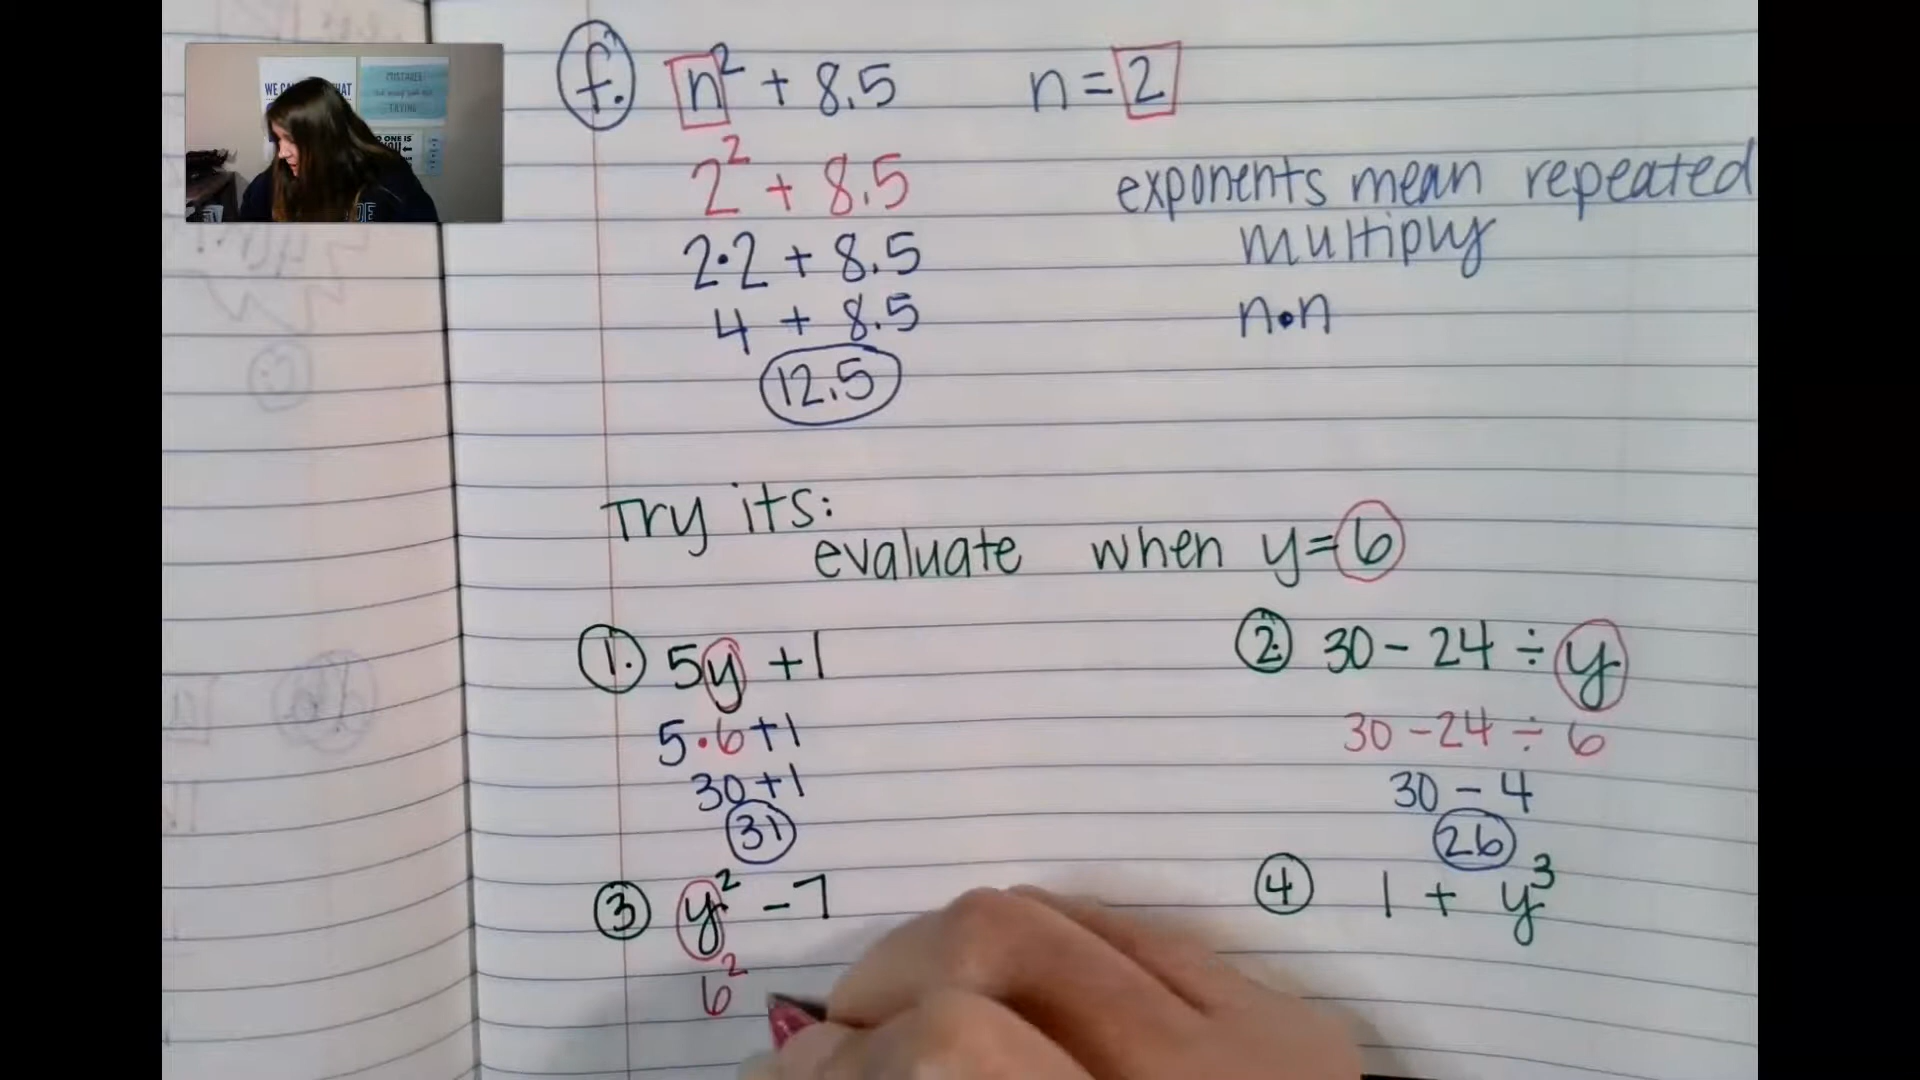 f. n² + 8.5 n = 2
2² + 8.5
exponents mean repeated
multiply
2·2 + 8.5
4 + 8.5
n·n
12.5
Try its:
evaluate when y = 6
1. 5y + 1
5·6+1
30+1
31
2. 30 - 24 ÷ y
30 - 24 ÷ 6
30 - 4
26
3 y² - 7
6²
4 1 + y³
MISTAKES
TRYING